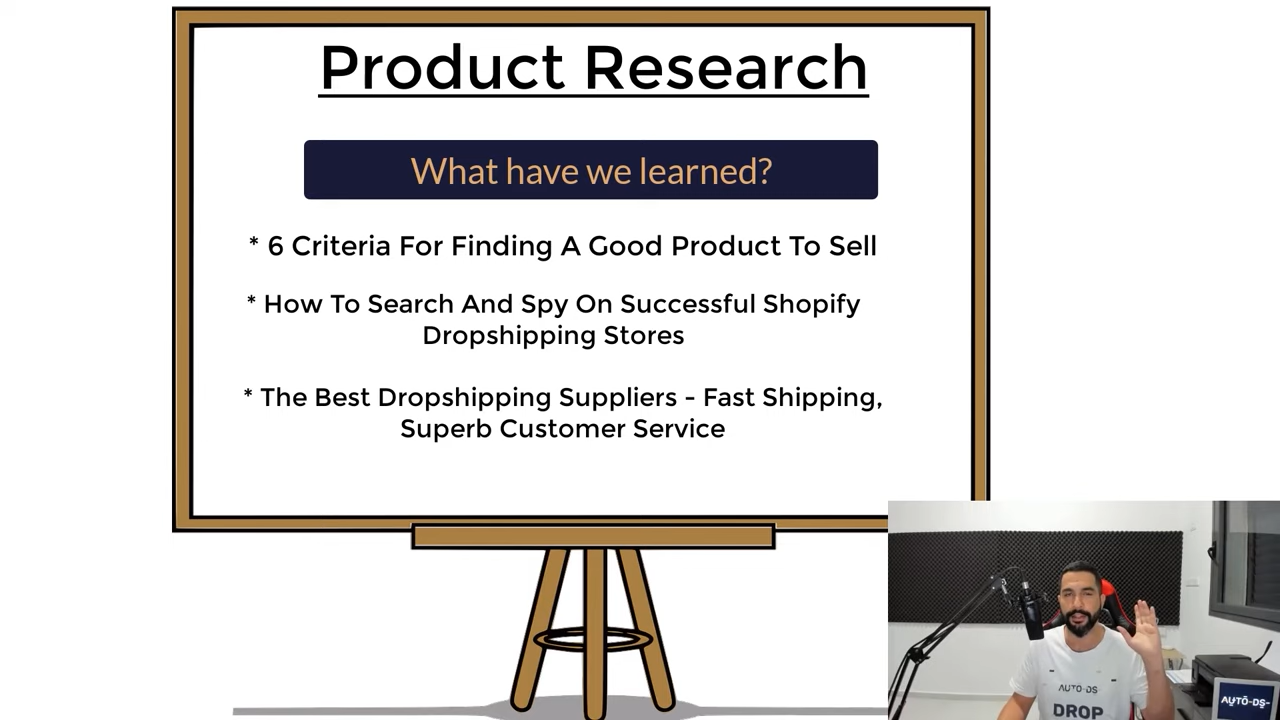 Product Research
What have we learned?
* 6 Criteria For Finding A Good Product To Sell
* How To Search And Spy On Successful Shopify
Dropshipping Stores
* The Best Dropshipping Suppliers - Fast Shipping,
Superb Customer Service
AUTO-DS
DROP
AUTO-DS-